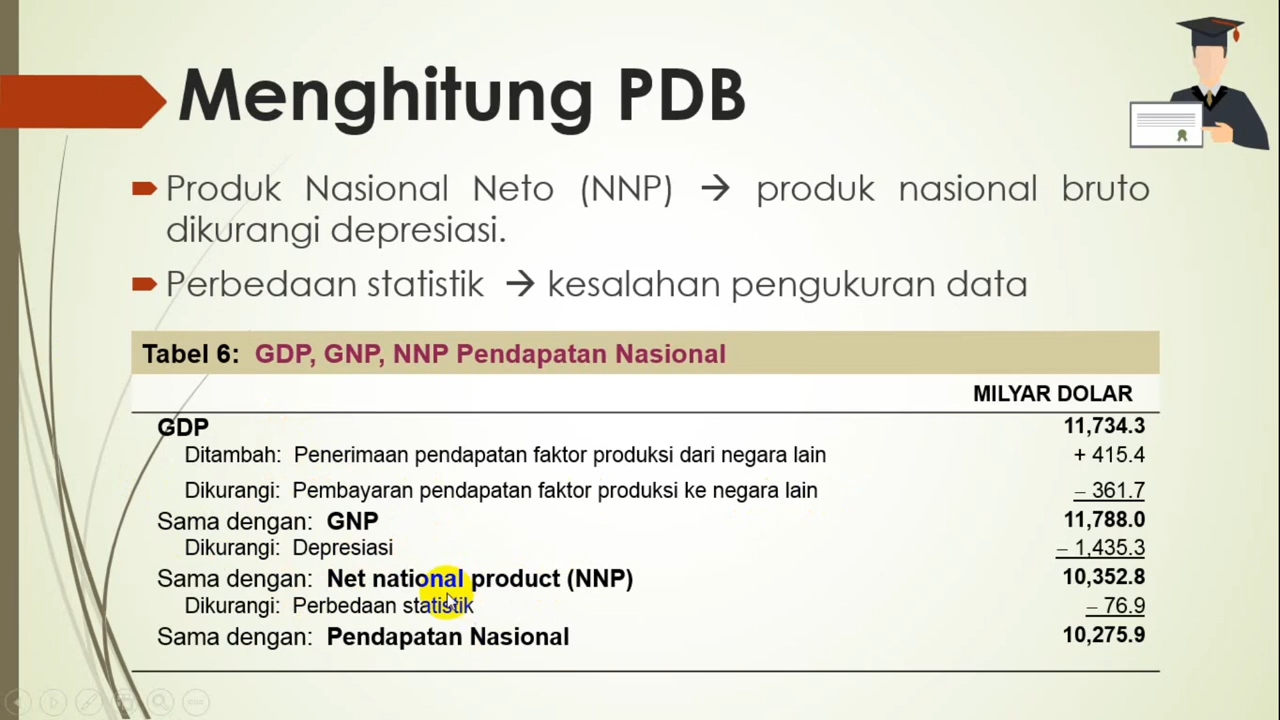 Menghitung PDB
Produk Nasional Neto (NNP) → produk nasional bruto
dikurangi depresiasi.
Perbedaan statistik → kesalahan pengukuran data
Tabel 6: GDP, GNP, NNP Pendapatan Nasional
MILYAR DOLAR
GDP 11,734.3
Ditambah: Penerimaan pendapatan faktor produksi dari negara lain + 415.4
Dikurangi: Pembayaran pendapatan faktor produksi ke negara lain – 361.7
Sama dengan: GNP 11,788.0
Dikurangi: Depresiasi – 1,435.3
Sama dengan: Net national product (NNP) 10,352.8
Dikurangi: Perbedaan statistik – 76.9
Sama dengan: Pendapatan Nasional 10,275.9